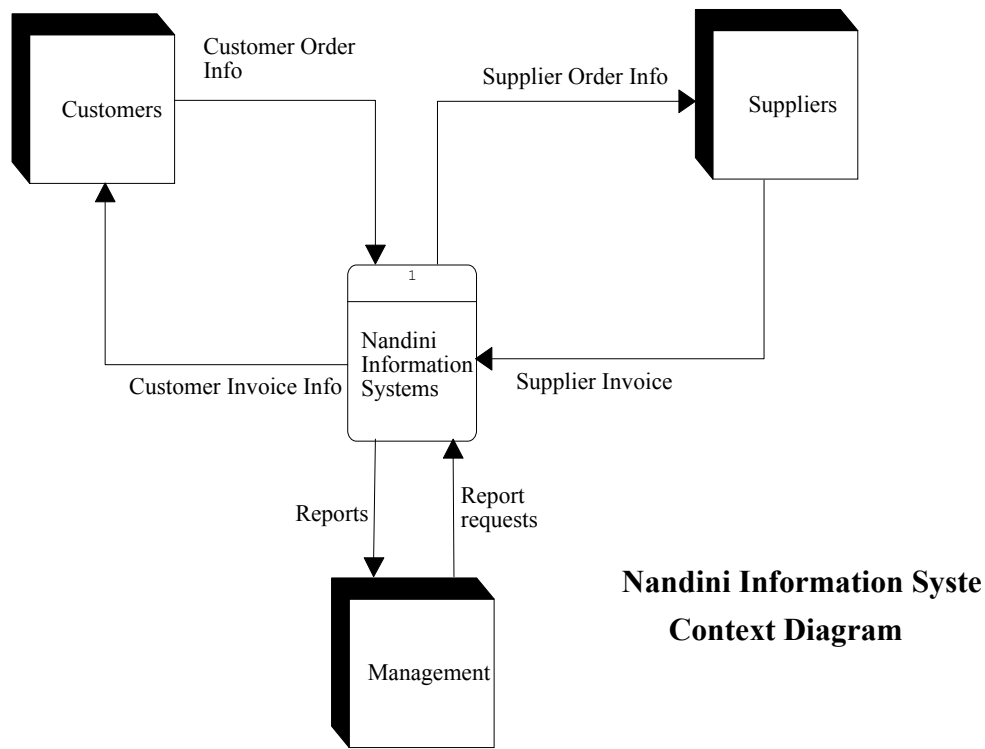 Customer Order
Info
Customers
Supplier Order Info
Suppliers
1
Nandini
Information
Systems
Customer Invoice Info
Supplier Invoice
Reports
Report
requests
Nandini Information Syste
Context Diagram
Management